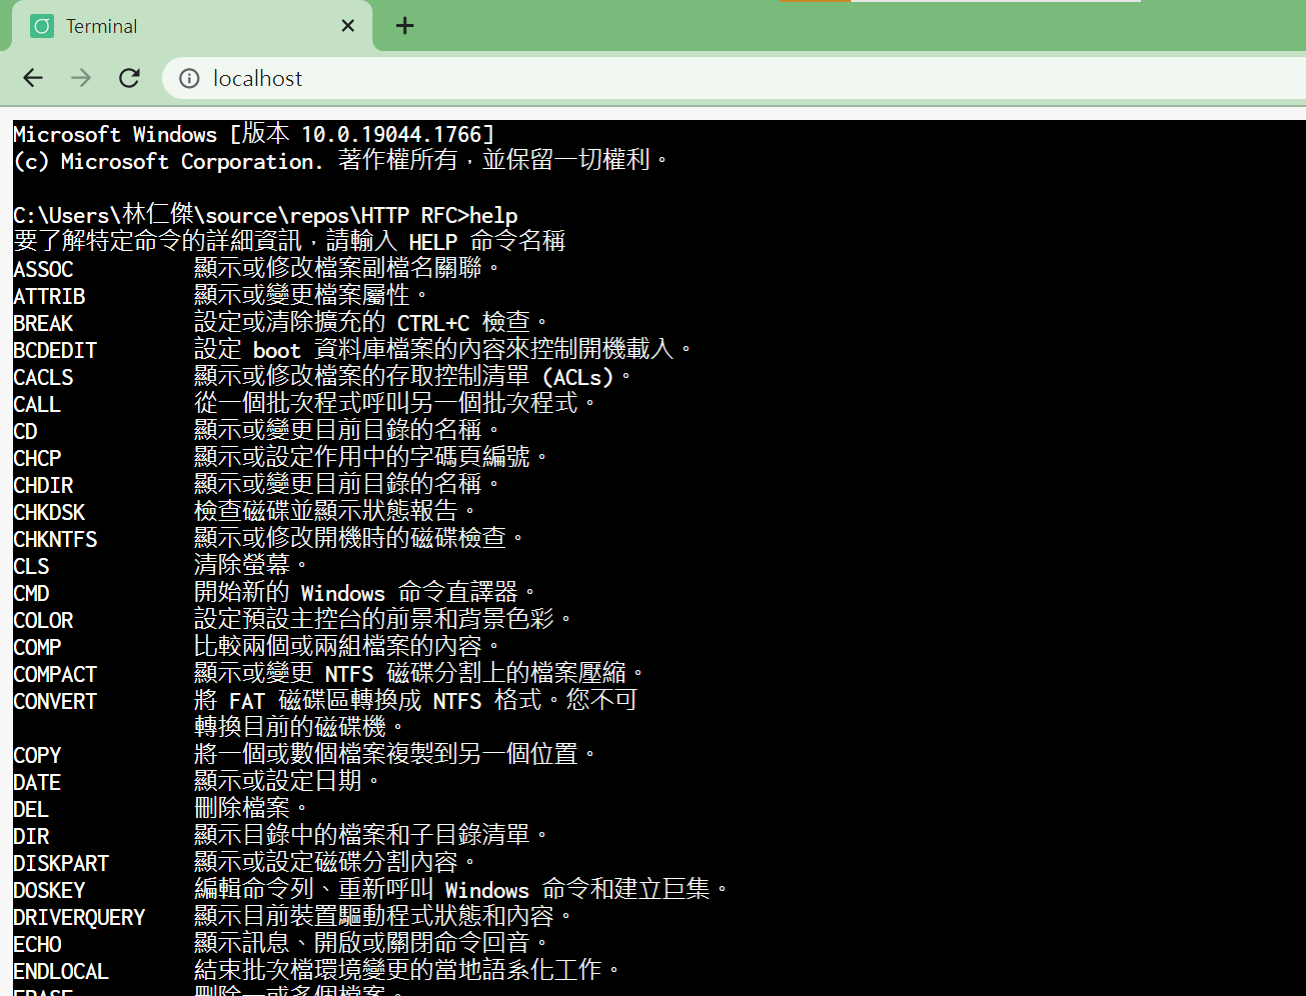 Terminal
localhost
Microsoft Windows [版本 10.0.19044.1766]
(c) Microsoft Corporation. 著作權所有，並保留一切權利。
C:\Users\林仁傑\source\repos\HTTP RFC>help
要了解特定命令的詳細資訊，請輸入 HELP 命令名稱
ASSOC 顯示或修改檔案副檔名關聯。
ATTRIB 顯示或變更檔案屬性。
BREAK 設定或清除擴充的 CTRL+C 檢查。
BCDEDIT 設定 boot 資料庫檔案的內容來控制開機載入。
CACLS 顯示或修改檔案的存取控制清單 (ACLs)。
CALL 從一個批次程式呼叫另一個批次程式。
CD 顯示或變更目前目錄的名稱。
CHCP 顯示或設定作用中的字碼頁編號。
CHDIR 顯示或變更目前目錄的名稱。
CHKDSK 檢查磁碟並顯示狀態報告。
CHKNTFS 顯示或修改開機時的磁碟檢查。
CLS 清除螢幕。
CMD 開始新的 Windows 命令直譯器。
COLOR 設定預設主控台的前景和背景色彩。
COMP 比較兩個或兩組檔案的內容。
COMPACT 顯示或變更 NTFS 磁碟分割上的檔案壓縮。
CONVERT 將 FAT 磁碟區轉換成 NTFS 格式。您不可
轉換目前的磁碟機。
COPY 將一個或數個檔案複製到另一個位置。
DATE 顯示或設定日期。
DEL 刪除檔案。
DIR 顯示目錄中的檔案和子目錄清單。
DISKPART 顯示或設定磁碟分割內容。
DOSKEY 編輯命令列、重新呼叫 Windows 命令和建立巨集。
DRIVERQUERY 顯示目前裝置驅動程式狀態和內容。
ECHO 顯示訊息、開啟或關閉命令回音。
ENDLOCAL 結束批次檔環境變更的當地語系化工作。
ERASE 刪除一或多個檔案。